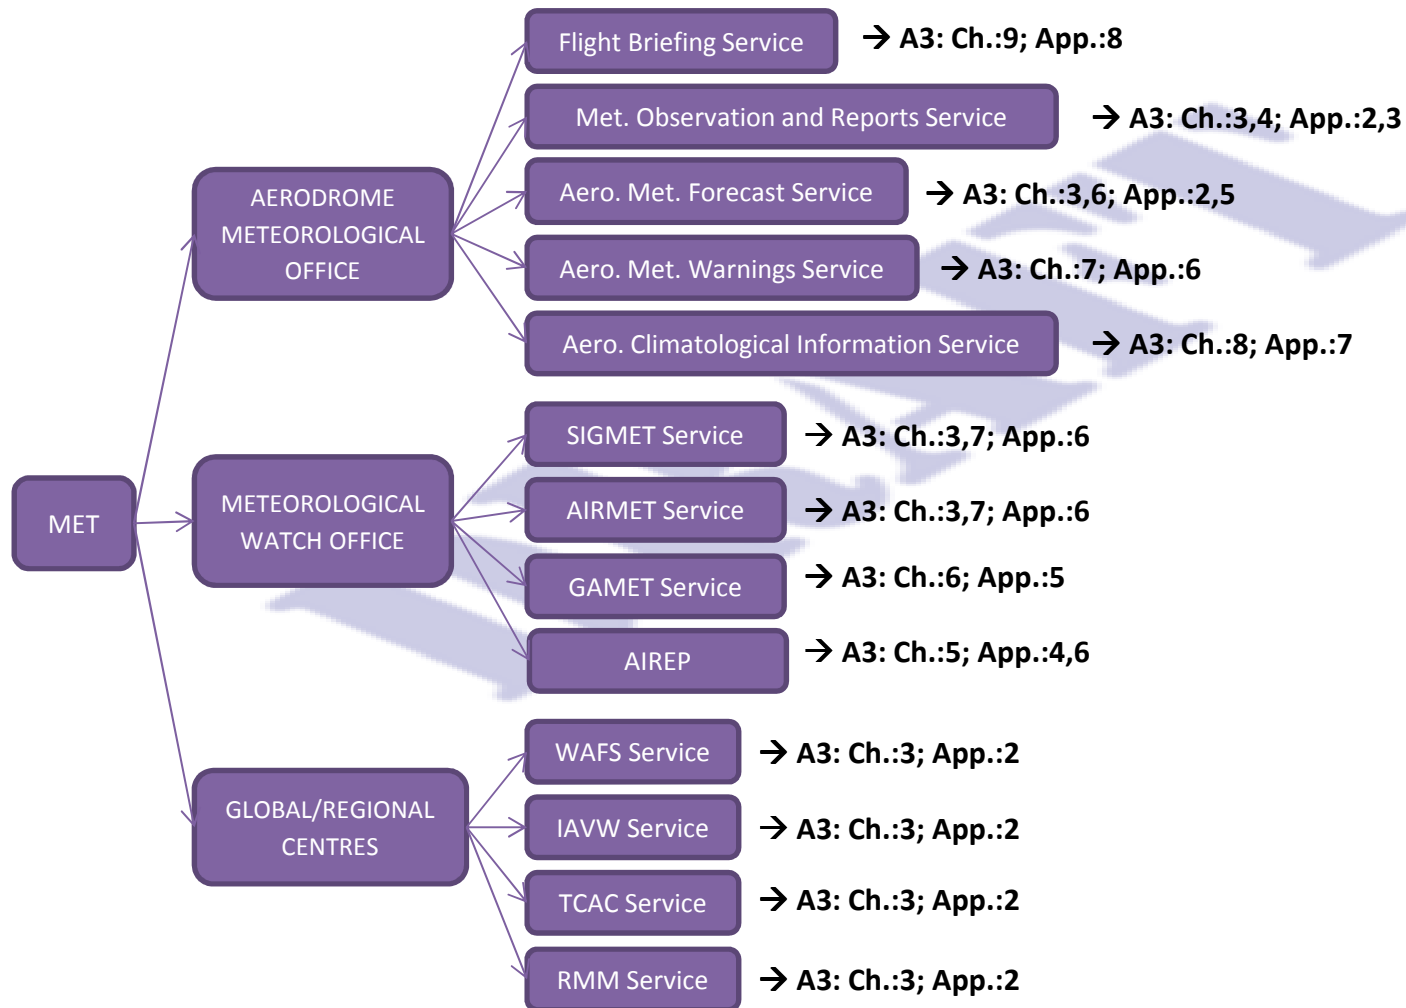 Flight Briefing Service → A3: Ch.:9; App.:8
Met. Observation and Reports Service → A3: Ch.:3,4; App.:2,3
AERODROME
METEOROLOGICAL
OFFICE
Aero. Met. Forecast Service → A3: Ch.:3,6; App.:2,5
Aero. Met. Warnings Service → A3: Ch.:7; App.:6
Aero. Climatological Information Service → A3: Ch.:8; App.:7
MET
METEOROLOGICAL
WATCH OFFICE
SIGMET Service → A3: Ch.:3,7; App.:6
AIRMET Service → A3: Ch.:3,7; App.:6
GAMET Service → A3: Ch.:6; App.:5
AIREP → A3: Ch.:5; App.:4,6
GLOBAL/REGIONAL
CENTRES
WAFS Service → A3: Ch.:3; App.:2
IAVW Service → A3: Ch.:3; App.:2
TCAC Service → A3: Ch.:3; App.:2
RMM Service → A3: Ch.:3; App.:2